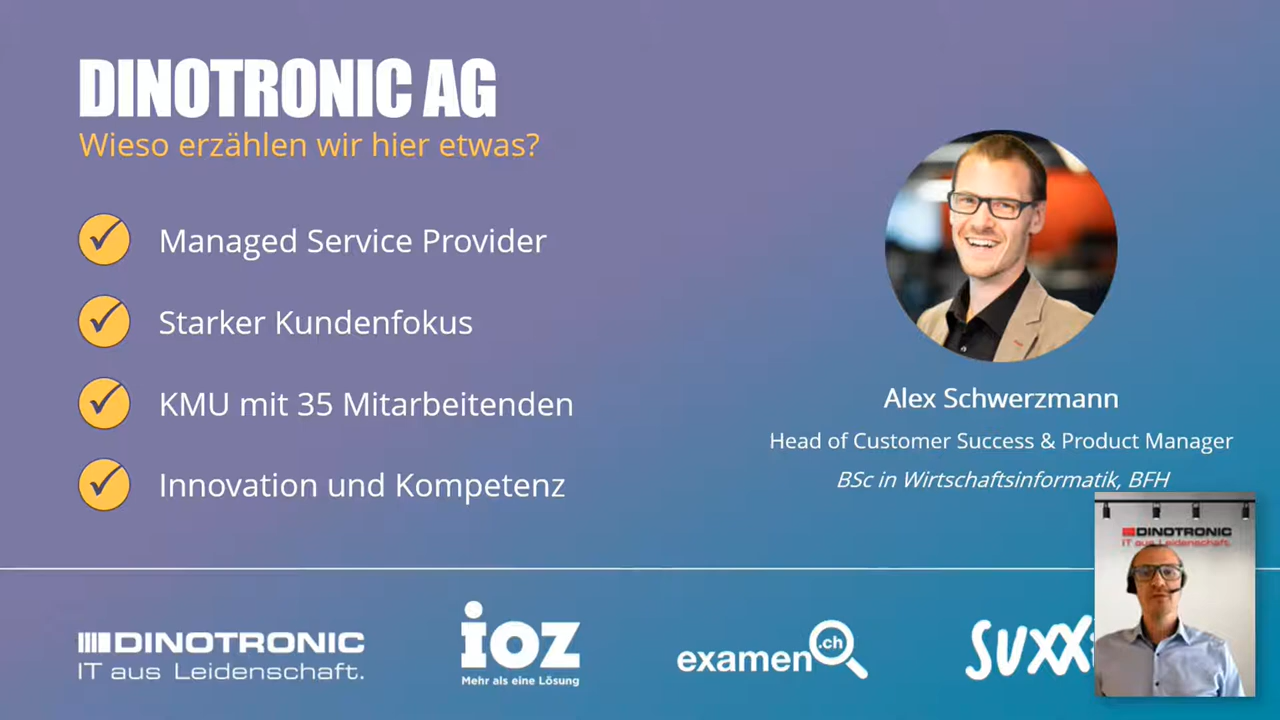 DINOTRONIC AG
Wieso erzählen wir hier etwas?
Managed Service Provider
Starker Kundenfokus
KMU mit 35 Mitarbeitenden
Innovation und Kompetenz
Alex Schwerzmann
Head of Customer Success & Product Manager
BSc in Wirtschaftsinformatik, BFH
DINOTRONIC
IT aus Leidenschaft.
DINOTRONIC
IT aus Leidenschaft.
ioz
Mehr als eine Lösung
examen.ch